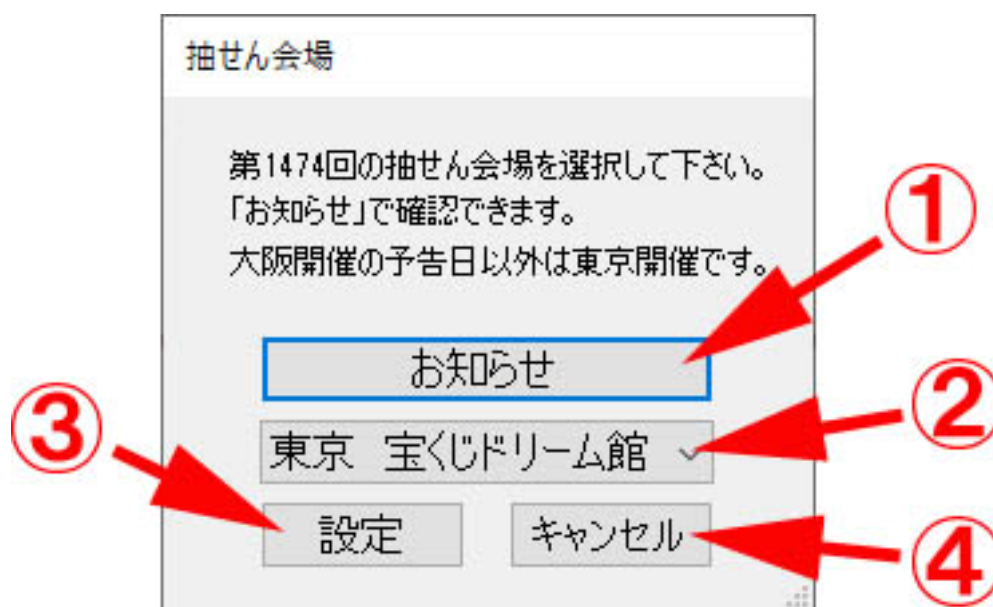 抽せん会場
第1474回の抽せん会場を選択して下さい。
「お知らせ」で確認できます。
大阪開催の予告日以外は東京開催です。
①
お知らせ
②
東京 宝くじドリーム館
③
設定
キャンセル
④